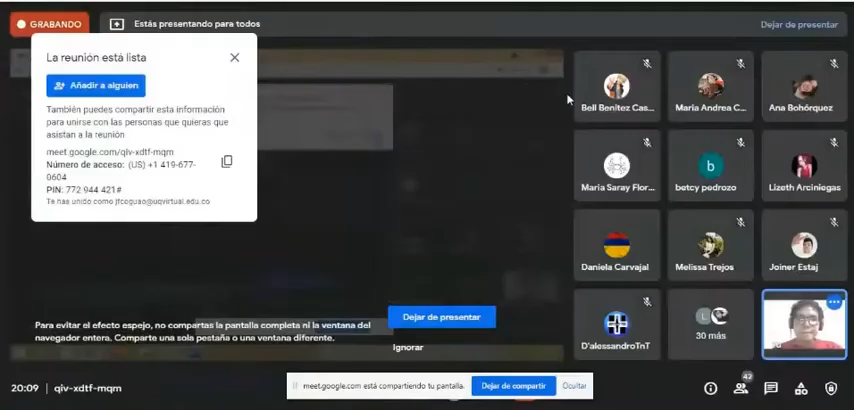 GRABANDO
Estás presentando para todos
Dejar de presentar
La reunión está lista
Añadir a alguien
También puedes compartir esta información
para unirse con las personas que quieras que
asistan a la reunión
meet.google.com/qiv-xdtf-mqm
Número de acceso: (US) +1 419-677-
0604
PIN: 772 944 421#
Te has unido como jfcoguao@uqvirtual.edu.co
Bell Benitez Cas...
Maria Andrea C...
Ana Bohórquez
b
Maria Saray Flor...
betcy pedrozo
Lizeth Arciniegas
Daniela Carvajal
Melissa Trejos
Joiner Estaj
L
D'alessandroTnT
30 más
Para evitar el efecto espejo, no compartas la pantalla completa ni la ventana del
navegador entera. Comparte una sola pestaña o una ventana diferente.
Dejar de presentar
Ignorar
20:09 | qiv-xdtf-mqm
meet.google.com está compartiendo tu pantalla.
Dejar de compartir
Ocultar
42